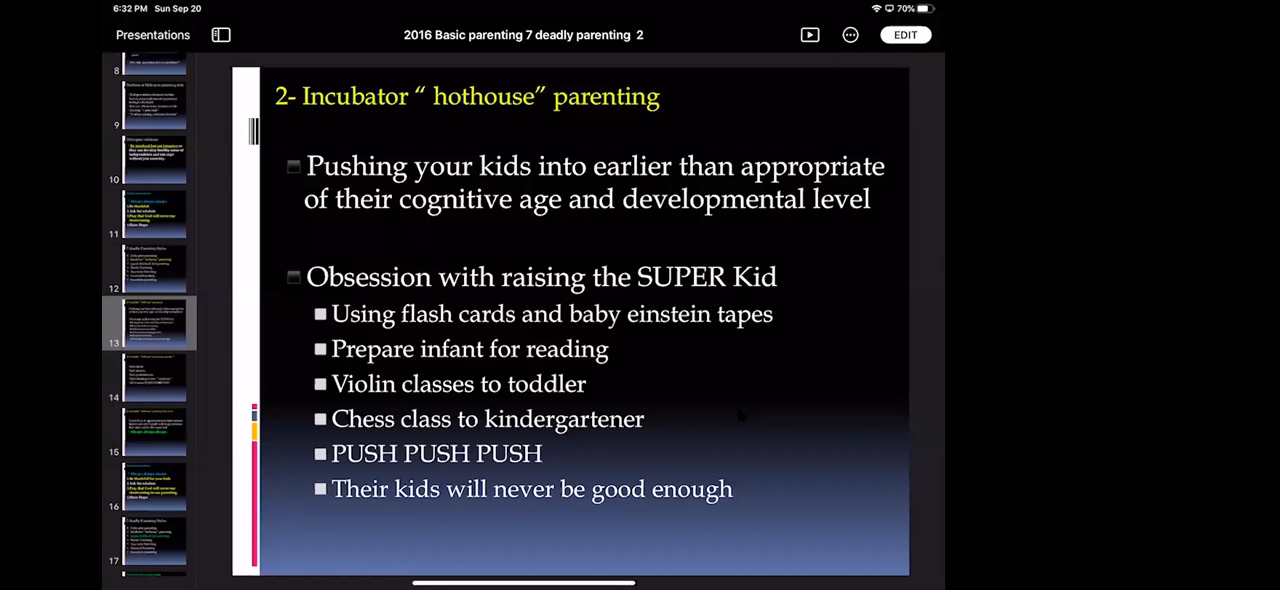 6:32 PM Sun Sep 20
70%
Presentations
2016 Basic parenting 7 deadly parenting 2
EDIT
8
9
10
11
12
13
14
15
16
17
2- Incubator “ hothouse” parenting
Pushing your kids into earlier than appropriate
of their cognitive age and developmental level
Obsession with raising the SUPER Kid
Using flash cards and baby einstein tapes
Prepare infant for reading
Violin classes to toddler
Chess class to kindergartener
PUSH PUSH PUSH
Their kids will never be good enough